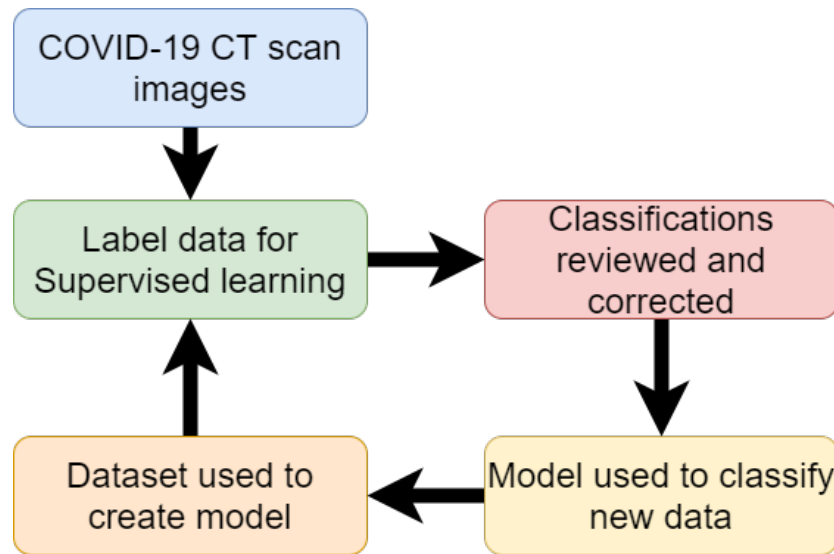 COVID-19 CT scan
images
Label data for
Supervised learning
Classifications
reviewed and
corrected
Model used to classify
new data
Dataset used to
create model